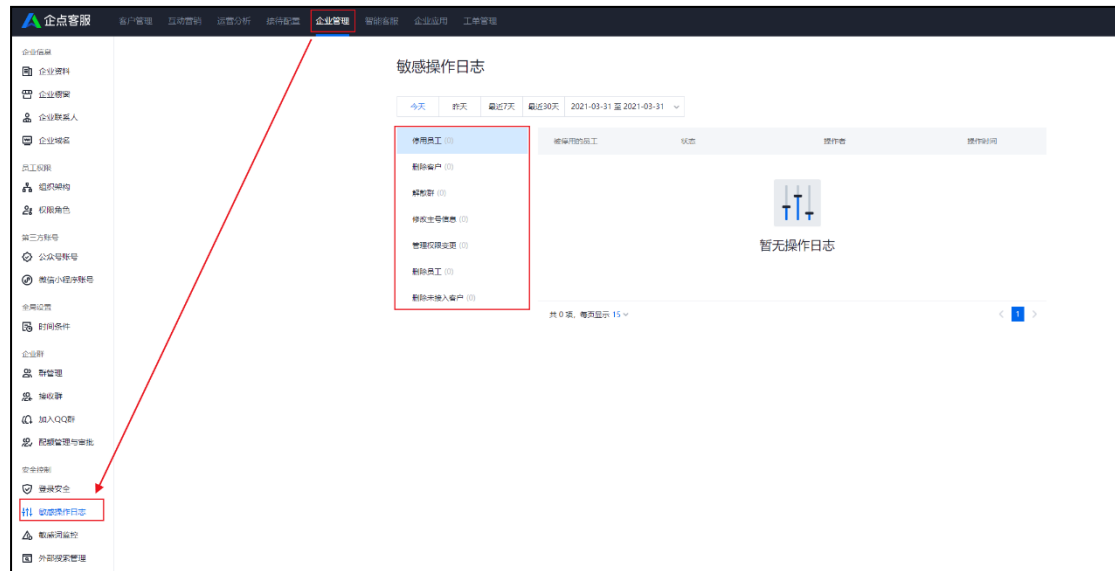 企点客服 客户管理 互动营销 运营分析 接待配置 企业管理 智能客服 企业应用 工单管理
企业信息
企业资料
企业橱窗
企业联系人
企业域名
员工权限
组织架构
权限角色
第三方账号
公众号账号
微信小程序账号
全局设置
时间条件
企业群
群管理
接收群
加入QQ群
配额管理与审批
安全控制
登录安全
敏感操作日志
敏感词监控
外部搜索管理
敏感操作日志
今天 昨天 最近7天 最近30天 2021-03-31 至 2021-03-31
停用员工 (0)
删除客户 (0)
解散群 (0)
修改主号信息 (0)
管理权限变更 (0)
删除员工 (0)
删除未接入客户 (0)
被停用的员工 状态 操作者 操作时间
暂无操作日志
共 0 项，每页显示 15
1